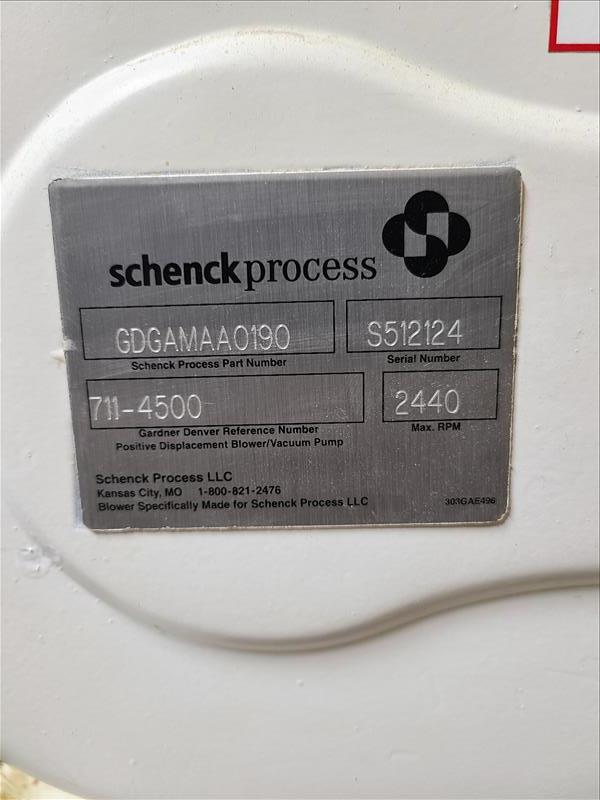 schenckprocess
GDGAMAA0190 S512124
Schenck Process Part Number Serial Number
711-4500 2440
Gardner Denver Reference Number Max. RPM
Positive Displacement Blower/Vacuum Pump
Schenck Process LLC
Kansas City, MO 1-800-821-2476
Blower Specifically Made for Schenck Process LLC 303GAE496